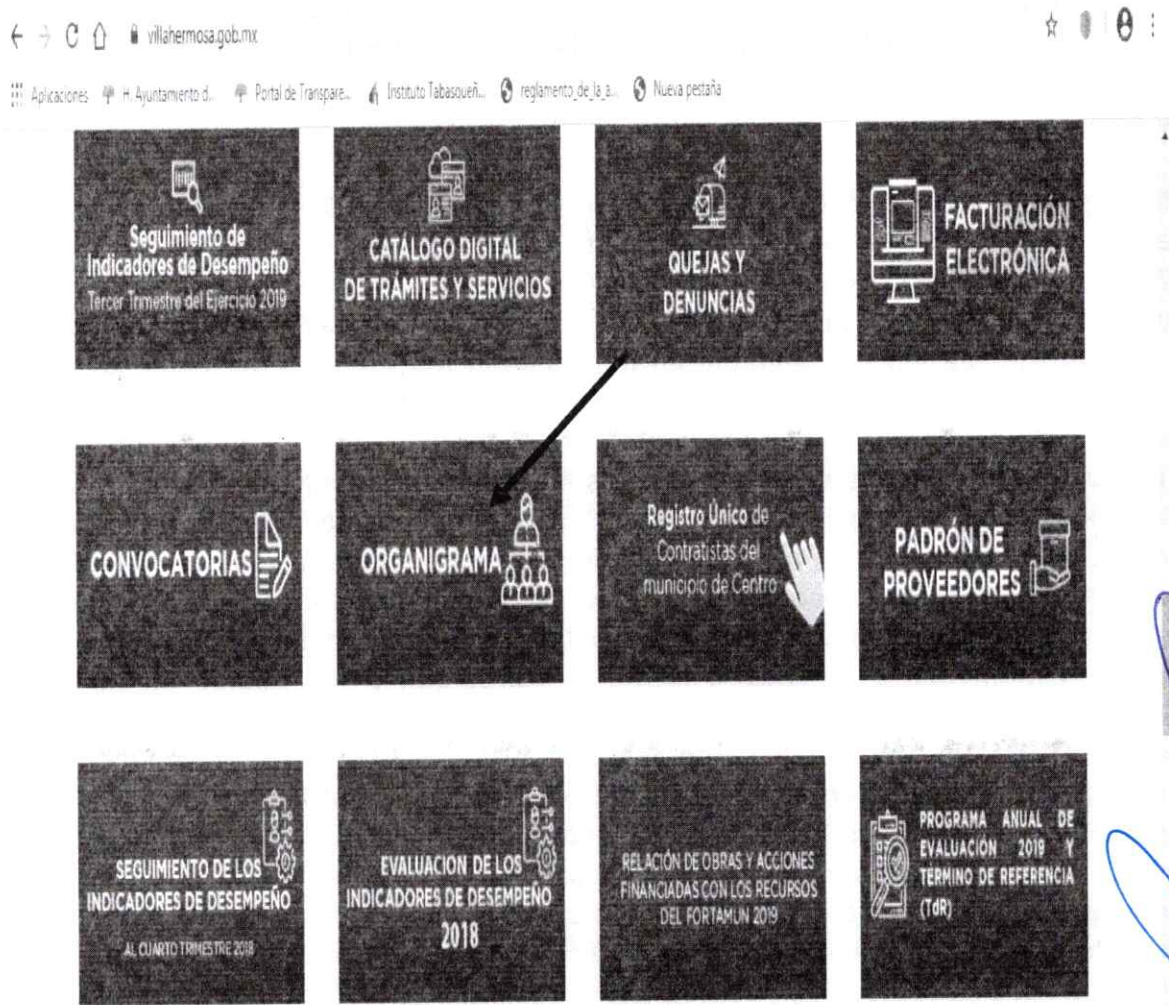 villahermosa.gob.mx
Aplicaciones H. Ayuntamiento d... Portal de Transpare... Instituto Tabasqueñ... reglamento_de_la_a... Nueva pestaña
Seguimiento de
Indicadores de Desempeño
Tercer Trimestre del Ejercicio 2019
CATÁLOGO DIGITAL
DE TRÁMITES Y SERVICIOS
QUEJAS Y
DENUNCIAS
FACTURACIÓN
ELECTRÓNICA
CONVOCATORIAS
ORGANIGRAMA
Registro Único de
Contratistas del
municipio de Centro
PADRÓN DE
PROVEEDORES
SEGUIMIENTO DE LOS
INDICADORES DE DESEMPEÑO
AL CUARTO TRIMESTRE 2018
EVALUACION DE LOS
INDICADORES DE DESEMPEÑO
2018
RELACIÓN DE OBRAS Y ACCIONES
FINANCIADAS CON LOS RECURSOS
DEL FORTAMUN 2019
PROGRAMA ANUAL DE
EVALUACIÓN 2019 Y
TERMINO DE REFERENCIA
(TdR)